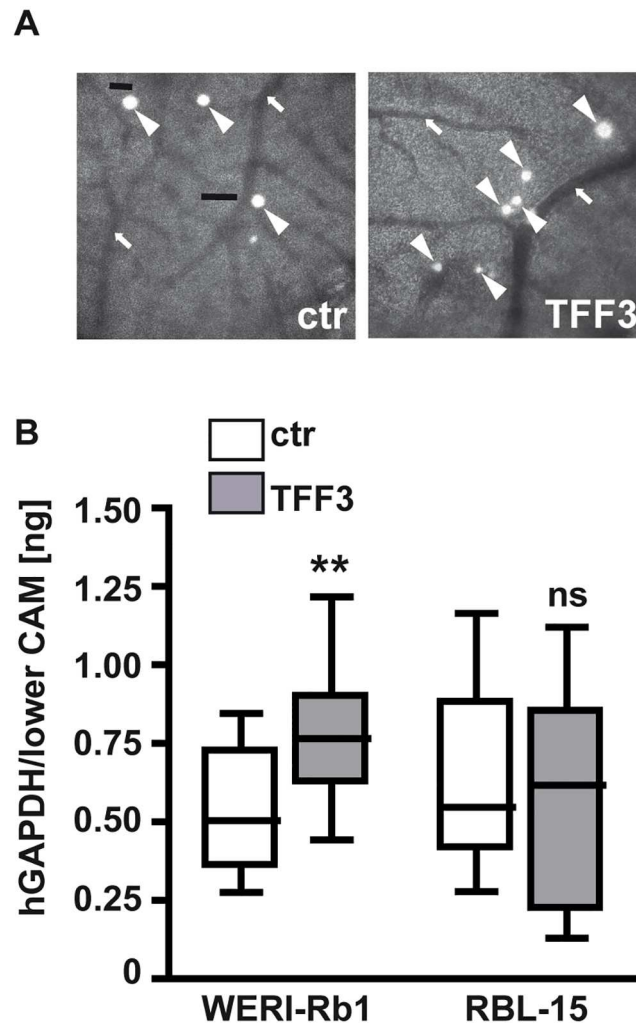 A
ctr
TFF3
B
ctr
TFF3
hGAPDH/lower CAM [ng]
1.50
1.25
1.00
0.75
0.50
0.25
0
**
ns
WERI-Rb1
RBL-15